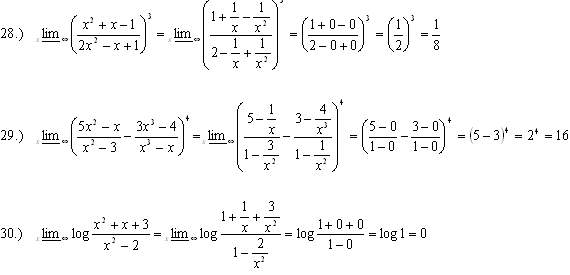 28.) lim x→∞ ((x² + x − 1)/(2x² − x + 1))³ = lim x→∞ ((1 + 1/x − 1/x²)/(2 − 1/x + 1/x²))³ = ((1 + 0 − 0)/(2 − 0 + 0))³ = (1/2)³ = 1/8
29.) lim x→∞ ((5x² − x)/(x² − 3) − (3x³ − 4)/(x³ − x))⁴ = lim x→∞ ((5 − 1/x)/(1 − 3/x²) − (3 − 4/x³)/(1 − 1/x²))⁴ = ((5 − 0)/(1 − 0) − (3 − 0)/(1 − 0))⁴ = (5 − 3)⁴ = 2⁴ = 16
30.) lim x→∞ log (x² + x + 3)/(x² − 2) = lim x→∞ log (1 + 1/x + 3/x²)/(1 − 2/x²) = log (1 + 0 + 0)/(1 − 0) = log 1 = 0